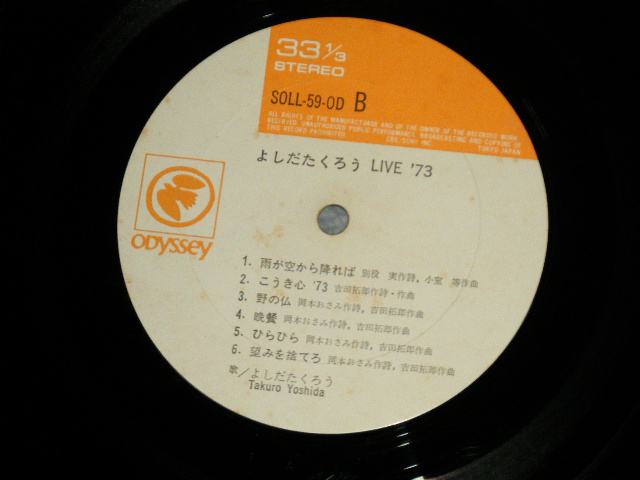 33 1/3
STEREO
SOLL-59-OD B
ALL RIGHTS OF THE MANUFACTURER AND OF THE OWNER OF THE RECORDED WORK
RESERVED. UNAUTHORIZED PUBLIC PERFORMANCE, BROADCASTING AND COPYING OF
THIS RECORD PROHIBITED.
CBS/SONY INC. TOKYO JAPAN
よしだたくろう LIVE '73
ODYSSEY
1. 雨が空から降れば 別役 実作詩, 小室 等作曲
2. こうき心 '73 吉田拓郎作詩・作曲
3. 野の仏 岡本おさみ作詩, 吉田拓郎作曲
4. 晩餐 岡本おさみ作詩, 吉田拓郎作曲
5. ひらひら 岡本おさみ作詩, 吉田拓郎作曲
6. 望みを捨てろ 岡本おさみ作詩, 吉田拓郎作曲
歌/よしだたくろう
Takuro Yoshida